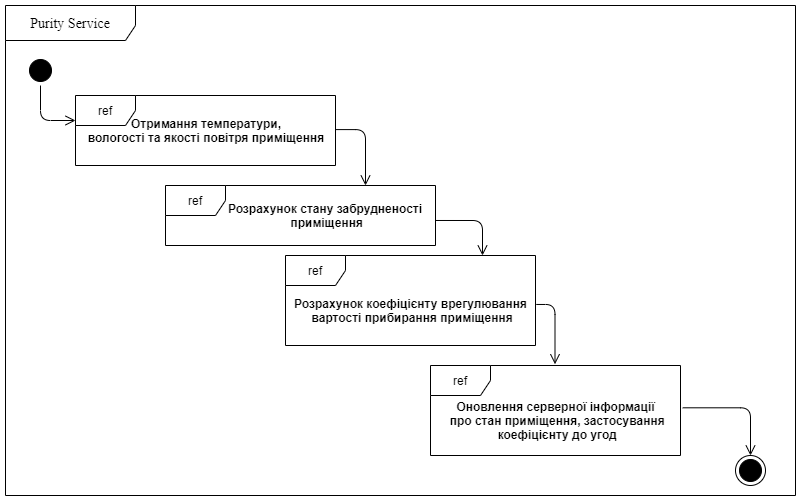 Purity Service
ref
Отримання температури,
вологості та якості повітря приміщення
ref
Розрахунок стану забрудненості
приміщення
ref
Розрахунок коефіцієнту врегулювання
вартості прибирання приміщення
ref
Оновлення серверної інформації
про стан приміщення, застосування
коефіцієнту до угод